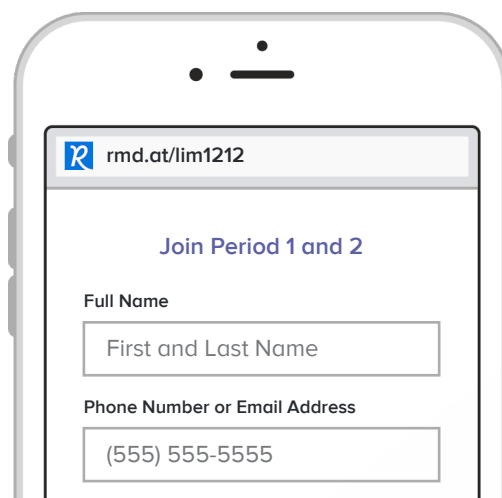 rmd.at/lim1212
Join Period 1 and 2
Full Name
First and Last Name
Phone Number or Email Address
(555) 555-5555